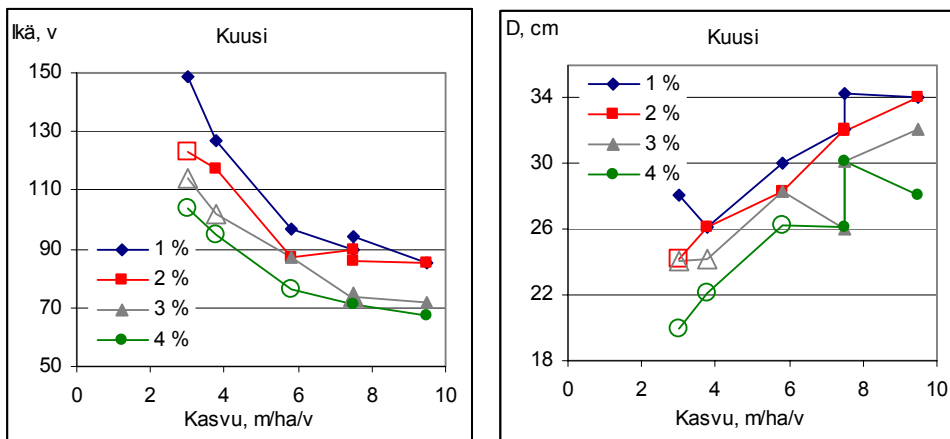 Ikä, v
Kuusi
150
130
110
90
70
50
1 %
2 %
3 %
4 %
0 2 4 6 8 10
Kasvu, m/ha/v
D, cm
Kuusi
34
30
26
22
18
1 %
2 %
3 %
4 %
0 2 4 6 8 10
Kasvu, m/ha/v